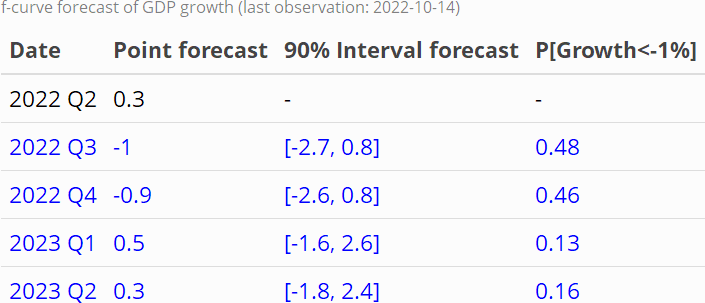 f-curve forecast of GDP growth (last observation: 2022-10-14)
Date Point forecast 90% Interval forecast P[Growth<-1%]
2022 Q2 0.3 - -
2022 Q3 -1 [-2.7, 0.8] 0.48
2022 Q4 -0.9 [-2.6, 0.8] 0.46
2023 Q1 0.5 [-1.6, 2.6] 0.13
2023 Q2 0.3 [-1.8, 2.4] 0.16